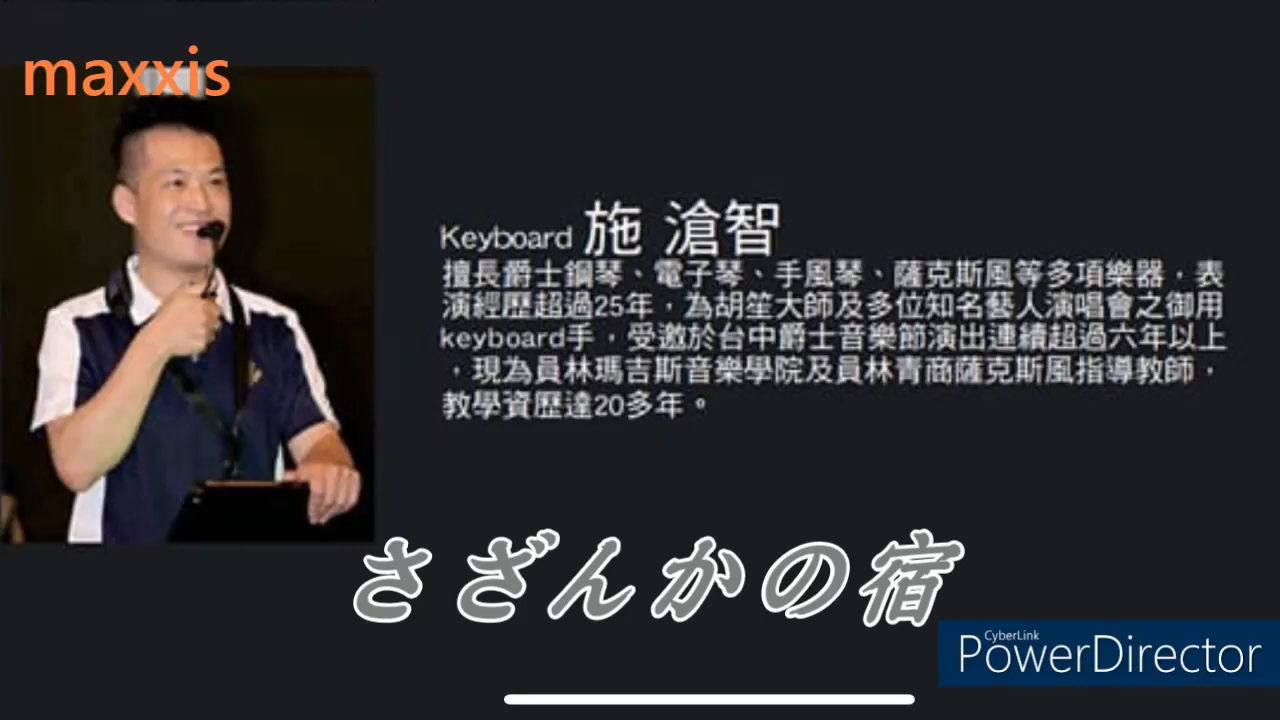 maxxis
Keyboard 施 滄智
擅長爵士鋼琴、電子琴、手風琴、薩克斯風等多項樂器，表
演經歷超過25年，為胡笙大師及多位知名藝人演唱會之御用
keyboard手，受邀於台中爵士音樂節演出連續超過六年以上
，現為員林瑪吉斯音樂學院及員林青商薩克斯風指導教師，
教學資歷達20多年。
さざんかの宿
CyberLink
PowerDirector